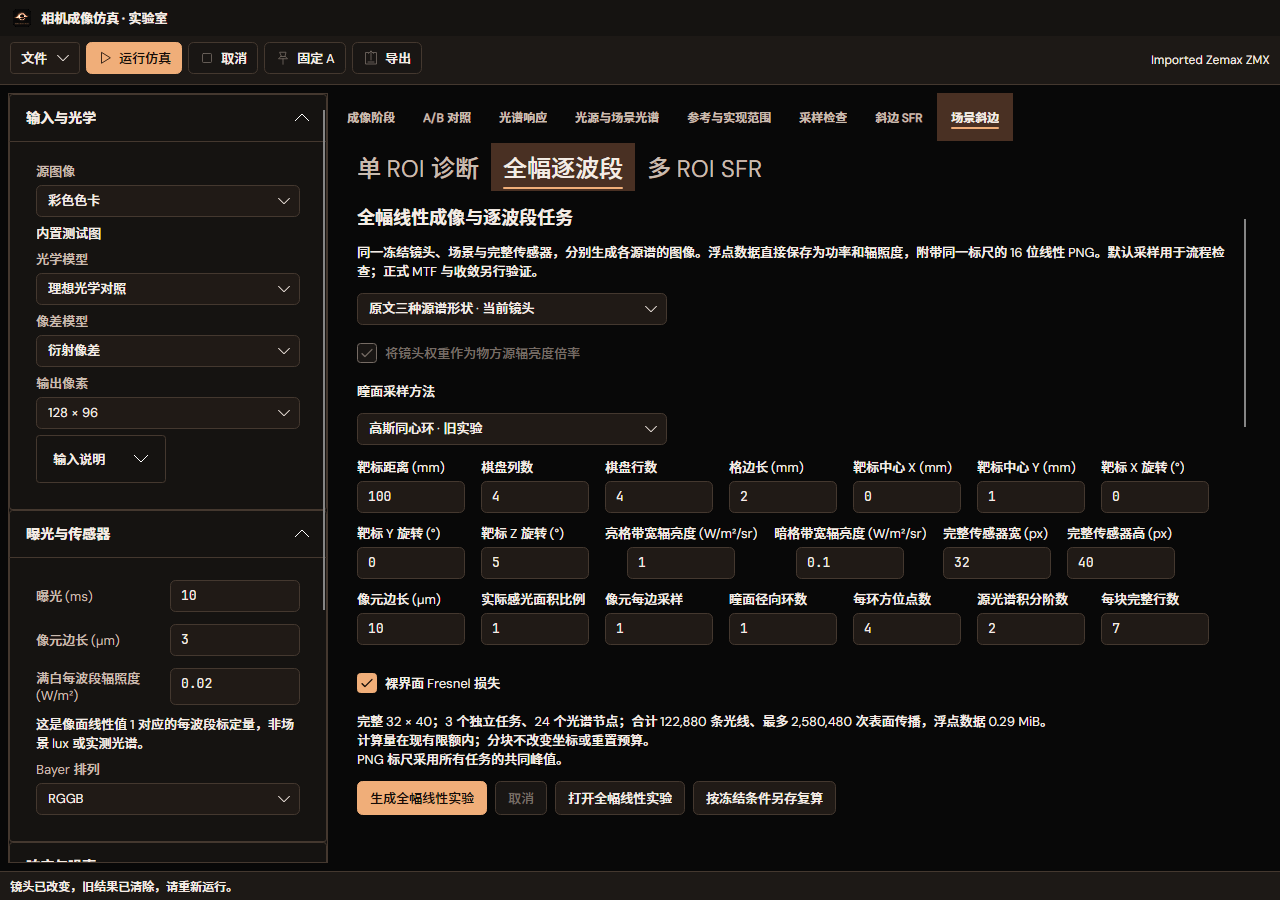 相机成像仿真 · 实验室
文件 运行仿真 取消 固定 A 导出 Imported Zemax ZMX
输入与光学
源图像
彩色色卡
内置测试图
光学模型
理想光学对照
像差模型
衍射像差
输出像素
128 × 96
输入说明
曝光与传感器
曝光 (ms) 10
像元边长 (μm) 3
满白每波段辐照度 (W/m²) 0.02
这是像面线性值 1 对应的每波段标定量，非场
景 lux 或实测光谱。
Bayer 排列
RGGB
成像阶段 A/B 对照 光谱响应 光源与场景光谱 参考与实现范围 采样检查 斜边 SFR 场景斜边
单 ROI 诊断 全幅逐波段 多 ROI SFR
全幅线性成像与逐波段任务
同一冻结镜头、场景与完整传感器，分别生成各源谱的图像。浮点数据直接保存为功率和辐照度，附带同一标尺的 16 位线性 PNG。默认采样用于流程检
查；正式 MTF 与收敛另行验证。
原文三种源谱形状 · 当前镜头
将镜头权重作为物方源辐亮度倍率
瞳面采样方法
高斯同心环 · 旧实验
靶标距离 (mm) 棋盘列数 棋盘行数 格边长 (mm) 靶标中心 X (mm) 靶标中心 Y (mm) 靶标 X 旋转 (°)
100 4 4 2 0 1 0
靶标 Y 旋转 (°) 靶标 Z 旋转 (°) 亮格带宽辐亮度 (W/m²/sr) 暗格带宽辐亮度 (W/m²/sr) 完整传感器宽 (px) 完整传感器高 (px)
0 5 1 0.1 32 40
像元边长 (μm) 实际感光面积比例 像元每边采样 瞳面径向环数 每环方位点数 源光谱积分阶数 每块完整行数
10 1 1 1 4 2 7
裸界面 Fresnel 损失
完整 32 × 40；3 个独立任务、24 个光谱节点；合计 122,880 条光线、最多 2,580,480 次表面传播，浮点数据 0.29 MiB。
计算量在现有限额内；分块不改变坐标或重置预算。
PNG 标尺采用所有任务的共同峰值。
生成全幅线性实验 取消 打开全幅线性实验 按冻结条件另存复算
镜头已改变，旧结果已清除，请重新运行。